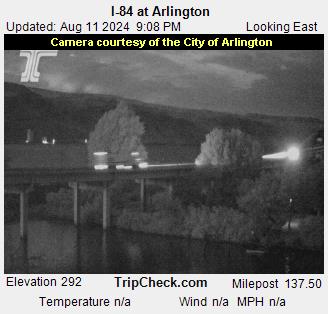 I-84 at Arlington
Updated: Aug 11 2024 9:08 PM Looking East
Camera courtesy of the City of Arlington
Elevation 292 TripCheck.com Milepost 137.50
Temperature n/a Wind n/a MPH n/a